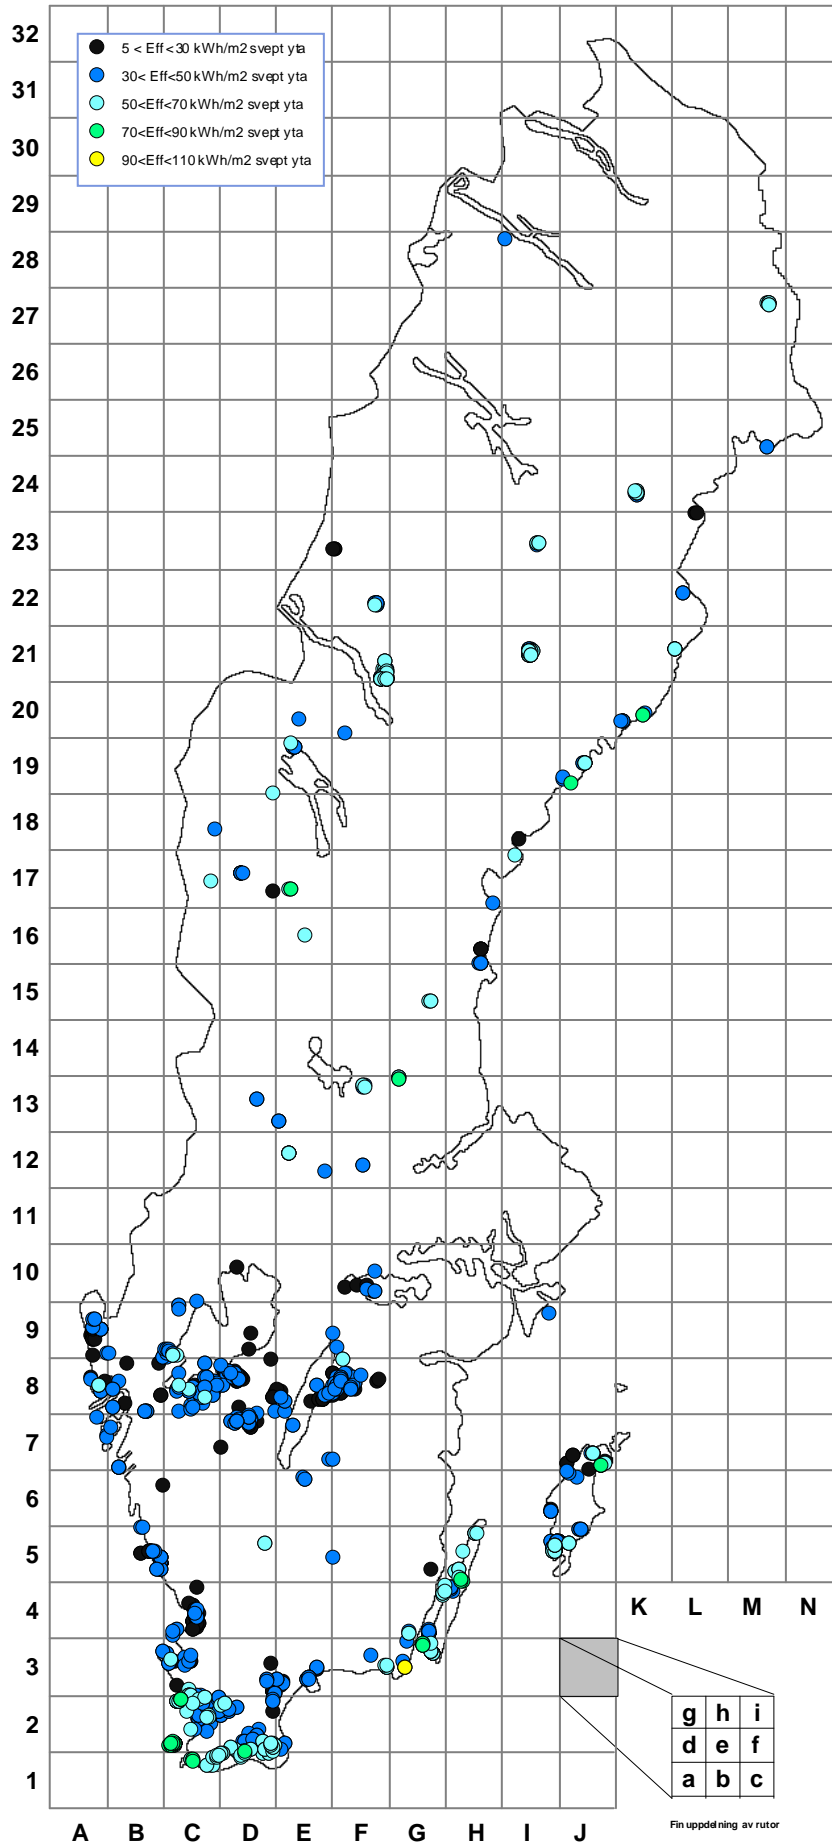 32
31
30
29
28
27
26
25
24
23
22
21
20
19
18
17
16
15
14
13
12
11
10
9
8
7
6
5
4
3
2
1
5 < Eff<30 kWh/m2 svept yta
30< Eff<50 kWh/m2 svept yta
50<Eff<70 kWh/m2 svept yta
70<Eff<90 kWh/m2 svept yta
90<Eff<110 kWh/m2 svept yta
K L M N
g h i
d e f
a b c
Fin uppdelning av rutor
A B C D E F G H I J